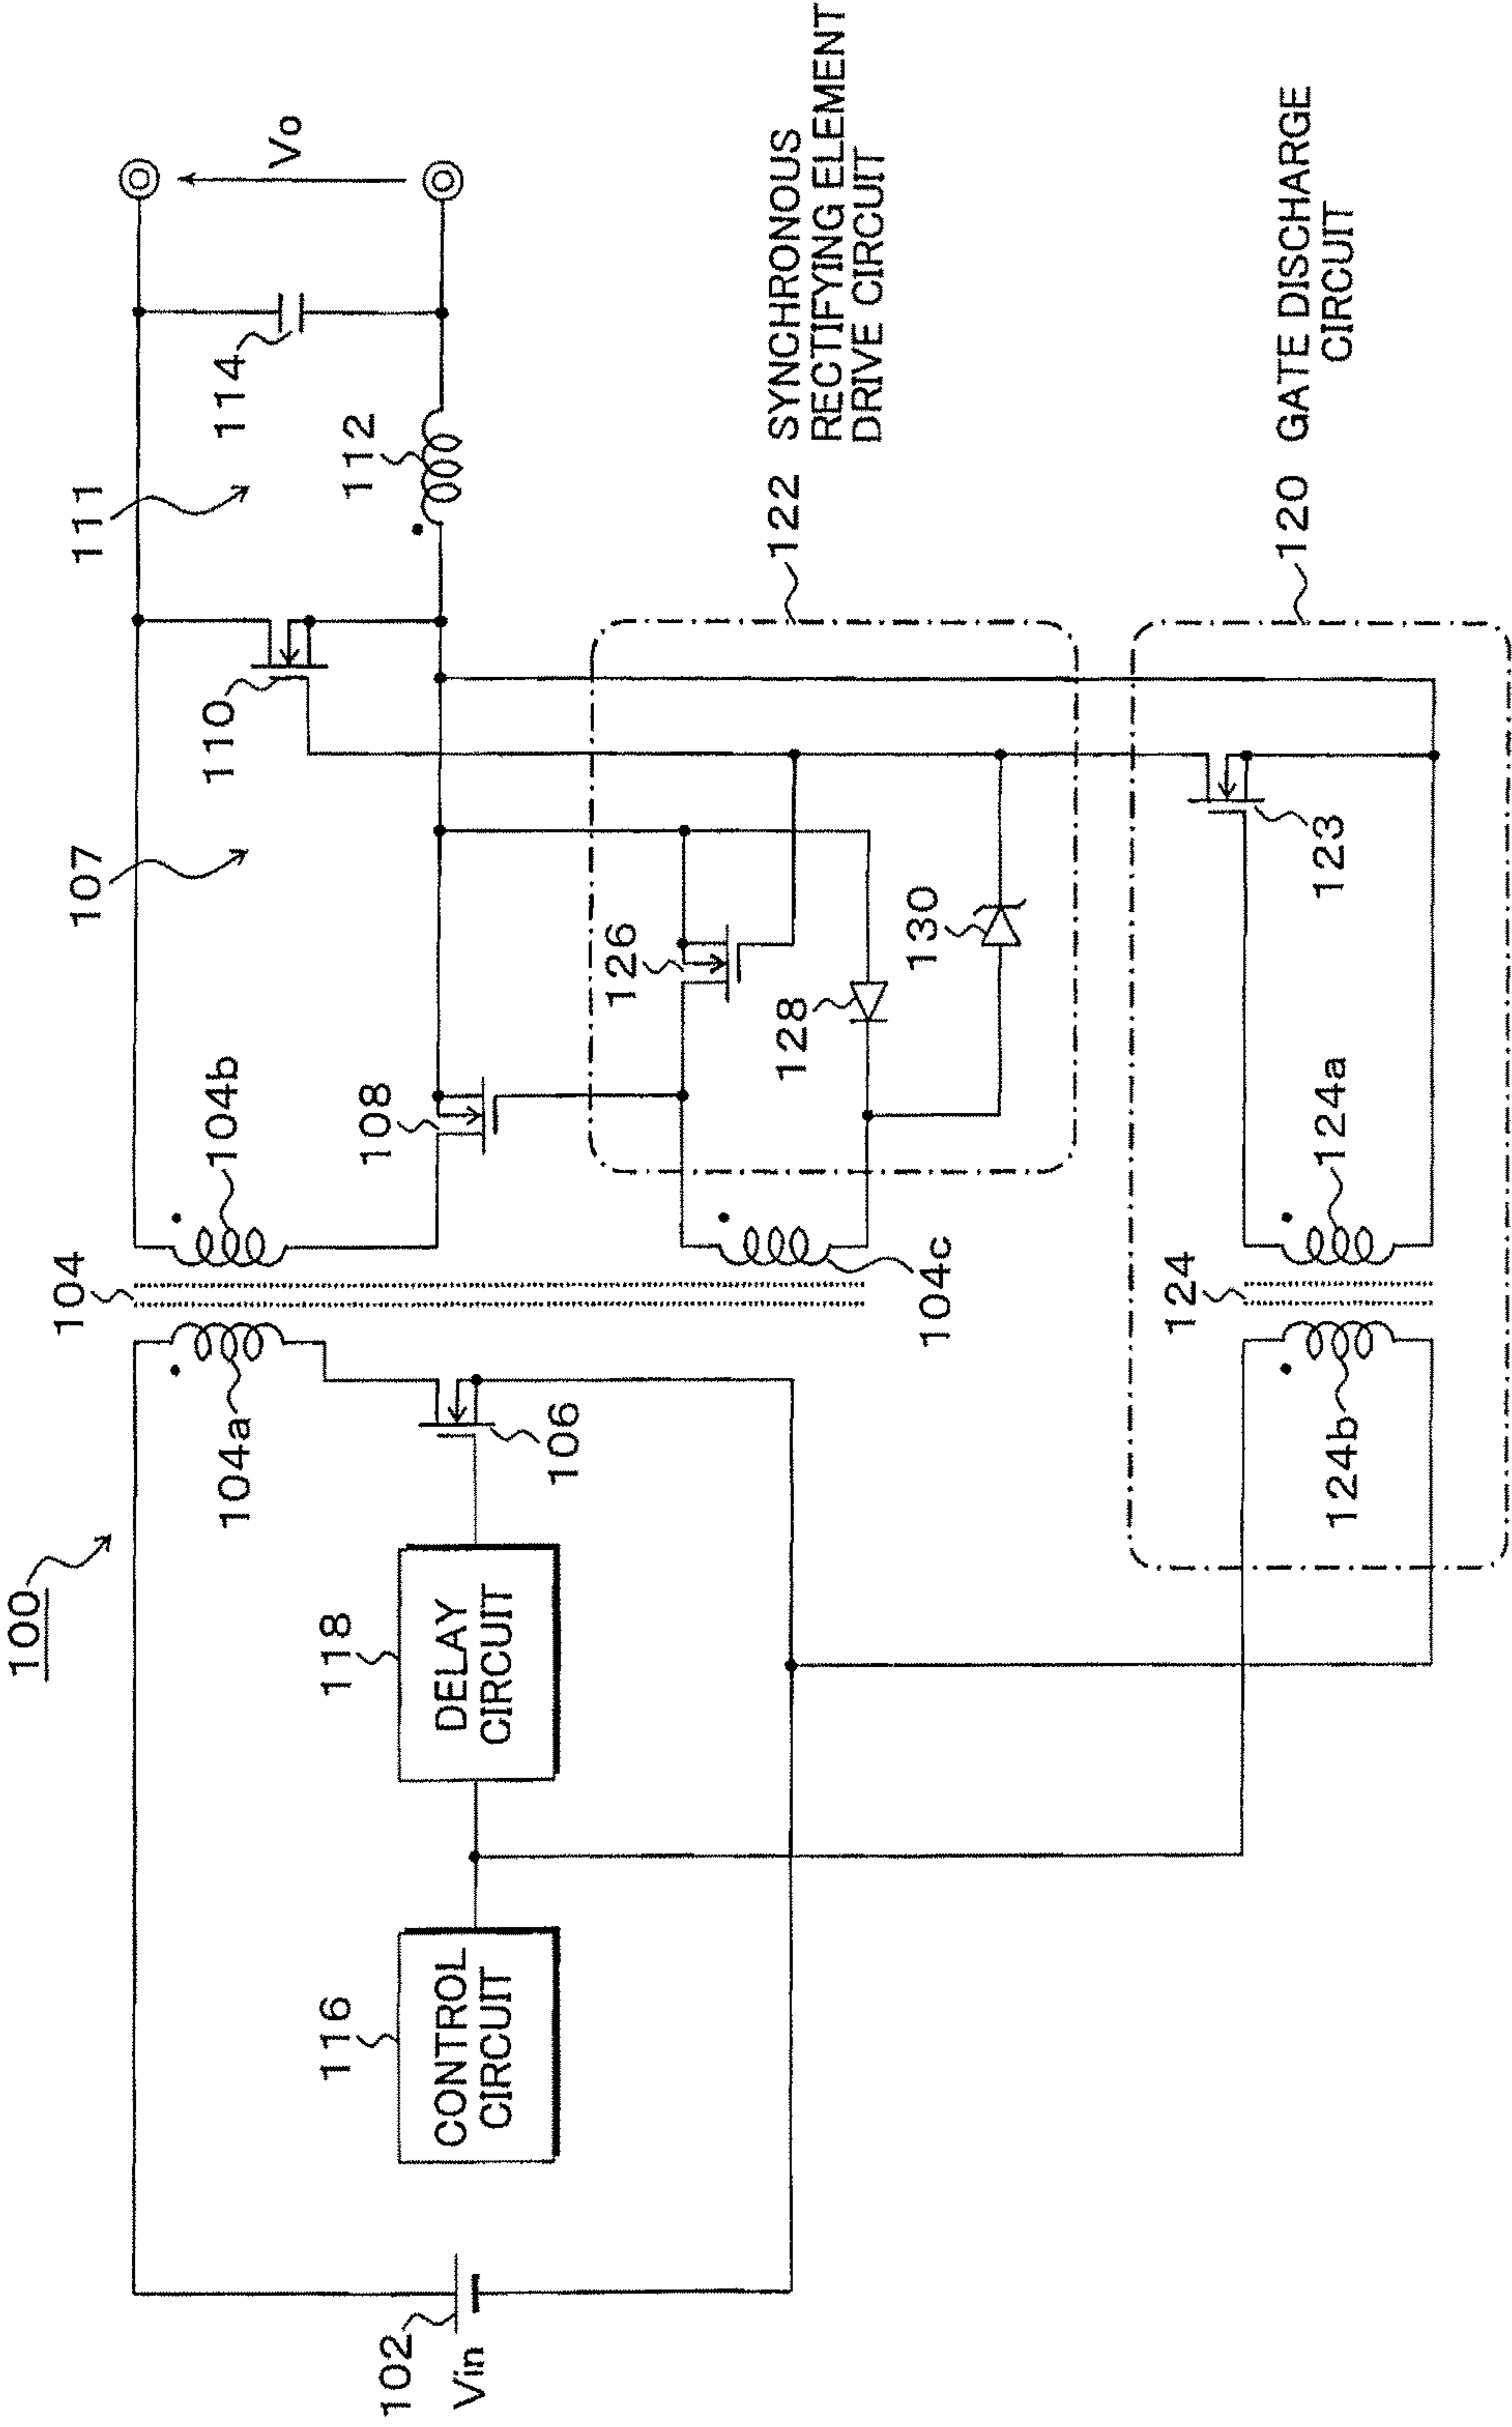 100
104
107
111
104a
104b
110
114
Vo
112
108
106
118
DELAY
CIRCUIT
116
CONTROL
CIRCUIT
102
Vin
126
128
130
104c
122 SYNCHRONOUS
RECTIFYING ELEMENT
DRIVE CIRCUIT
124
124b
124a
123
120 GATE DISCHARGE
CIRCUIT